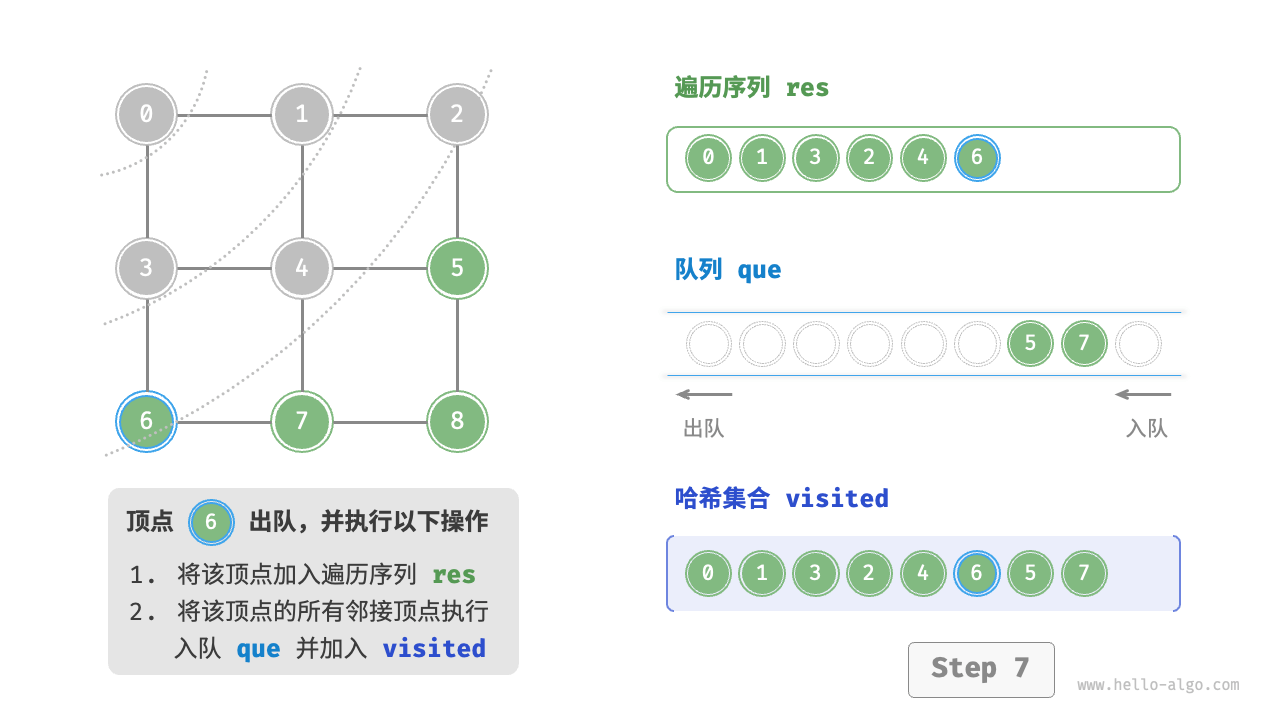 0 1 2
3 4 5
6 7 8
顶点 6 出队，并执行以下操作
1. 将该顶点加入遍历序列 res
2. 将该顶点的所有邻接顶点执行
入队 que 并加入 visited
遍历序列 res
0 1 3 2 4 6
队列 que
5 7
出队 入队
哈希集合 visited
0 1 3 2 4 6 5 7
Step 7
www.hello-algo.com